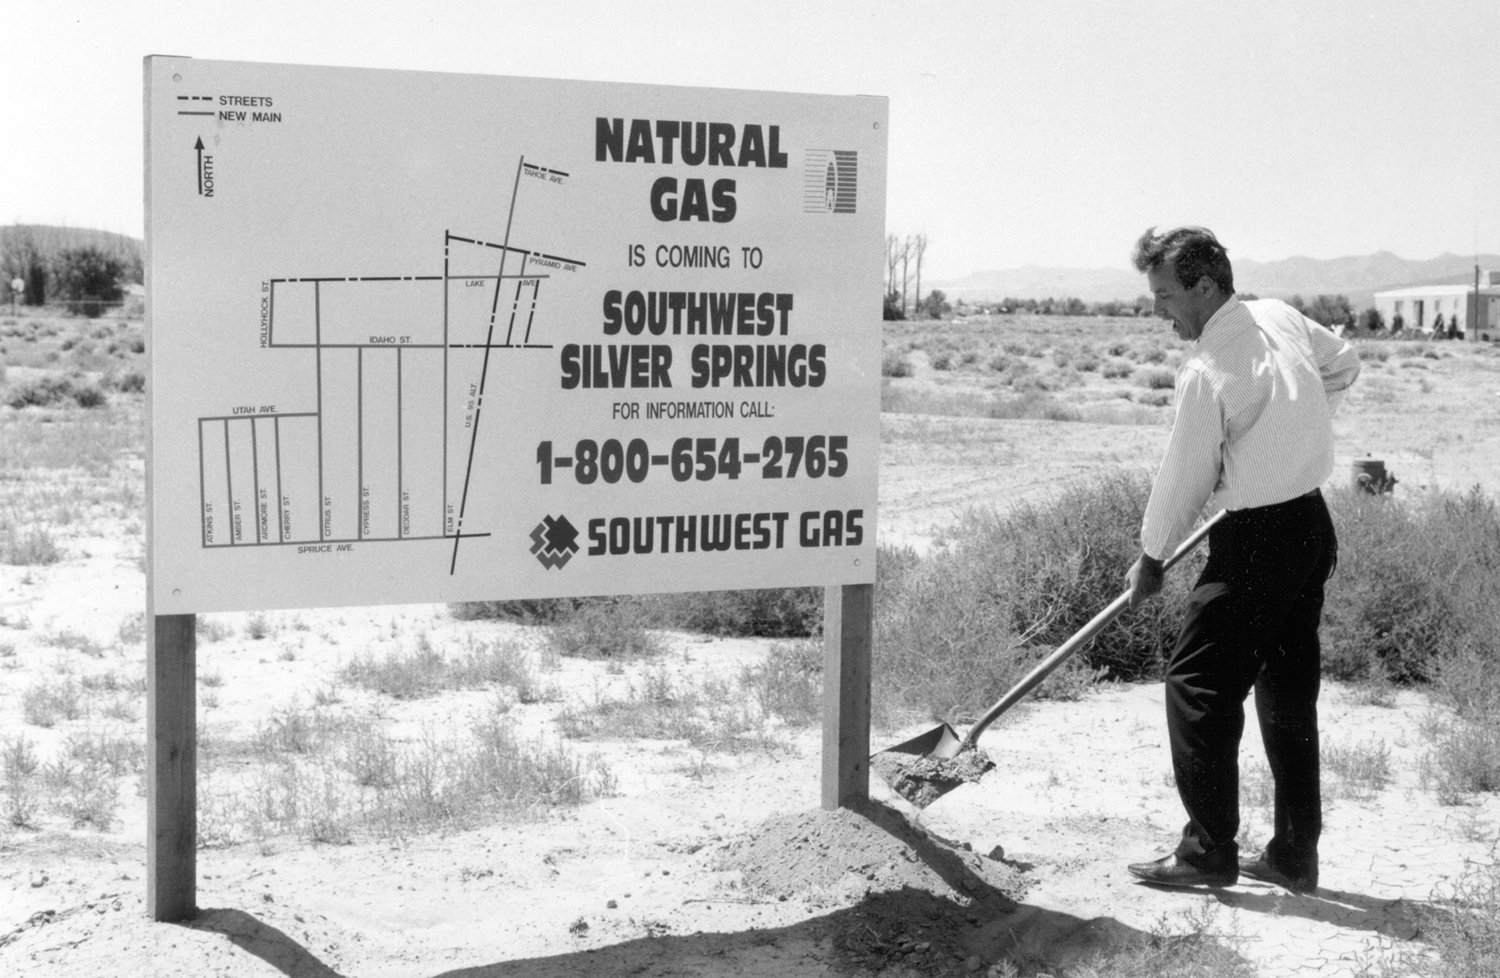 STREETS
NEW MAIN
NORTH
NATURAL
GAS
IS COMING TO
SOUTHWEST
SILVER SPRINGS
FOR INFORMATION CALL:
1-800-654-2765
SOUTHWEST GAS
TAHOE AVE.
PYRAMID AVE
LAKE AVE.
HOLLYHOCK ST.
IDAHO ST.
U.S. 95 ALT.
UTAH AVE.
ATKINS ST.
AMBER ST.
ARDMORE ST.
CHERRY ST.
CITRUS ST.
CYPRESS ST.
DEODAR ST.
ELM ST.
SPRUCE AVE.